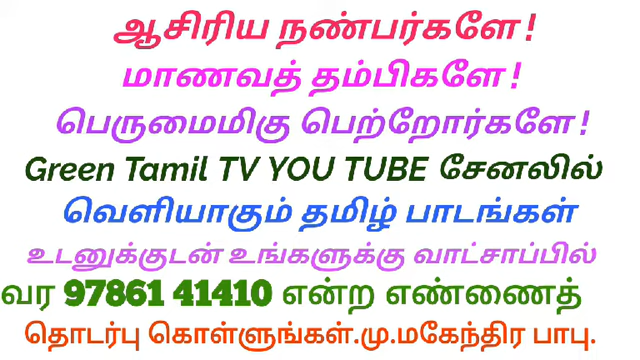 ஆசிரிய நண்பர்களே!
மாணவத் தம்பிகளே!
பெருமைமிகு பெற்றோர்களே!
Green Tamil TV YOU TUBE சேனலில்
வெளியாகும் தமிழ் பாடங்கள்
உடனுக்குடன் உங்களுக்கு வாட்சாப்பில்
வர 97861 41410 என்ற எண்ணைத்
தொடர்பு கொள்ளுங்கள்.மு.மகேந்திர பாபு.